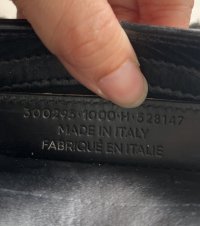 300295·1000·H·528147
MADE IN ITALY
FABRIQUÉ EN ITALIE